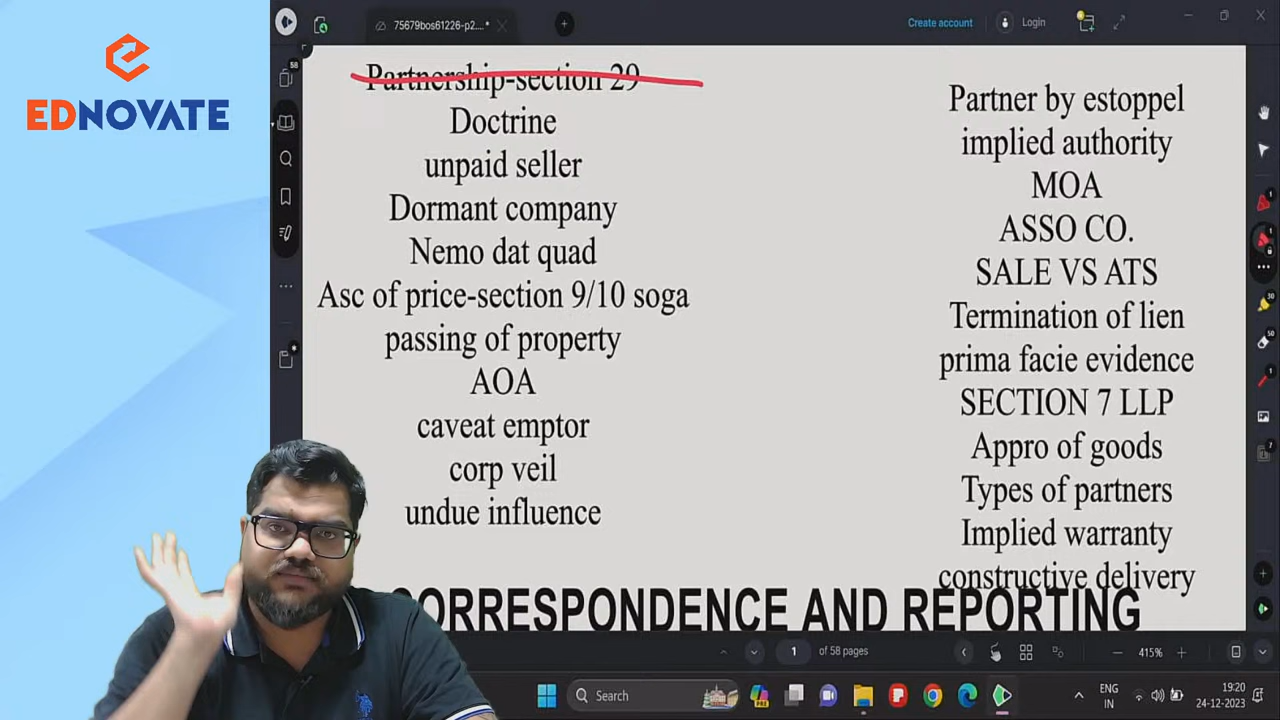 EDNOVATE
75679bos61226-p2....*
Create account
Login
58
Partnership-section 29
Doctrine
unpaid seller
Dormant company
Nemo dat quad
Asc of price-section 9/10 soga
passing of property
AOA
caveat emptor
corp veil
undue influence
Partner by estoppel
implied authority
MOA
ASSO CO.
SALE VS ATS
Termination of lien
prima facie evidence
SECTION 7 LLP
Appro of goods
Types of partners
Implied warranty
constructive delivery
CORRESPONDENCE AND REPORTING
1 of 58 pages
415%
Search
PRE
ENG
IN
19:20
24-12-2023